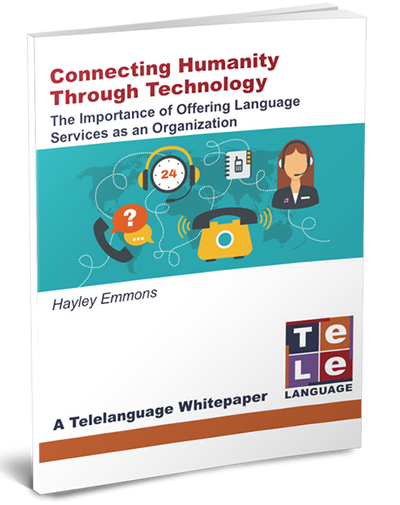 Connecting Humanity
Through Technology
The Importance of Offering Language
Services as an Organization
24
?
Hayley Emmons
Te
Le
LANGUAGE
A Telelanguage Whitepaper